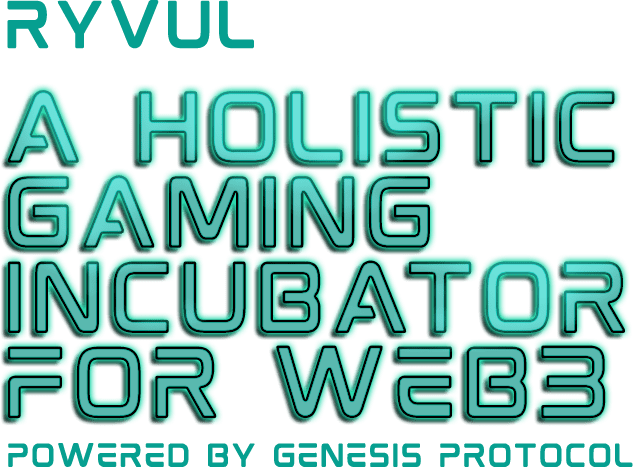 RYVUL
A HOLISTIC
GAMING
INCUBATOR
FOR WEB3
POWERED BY GENESIS PROTOCOL